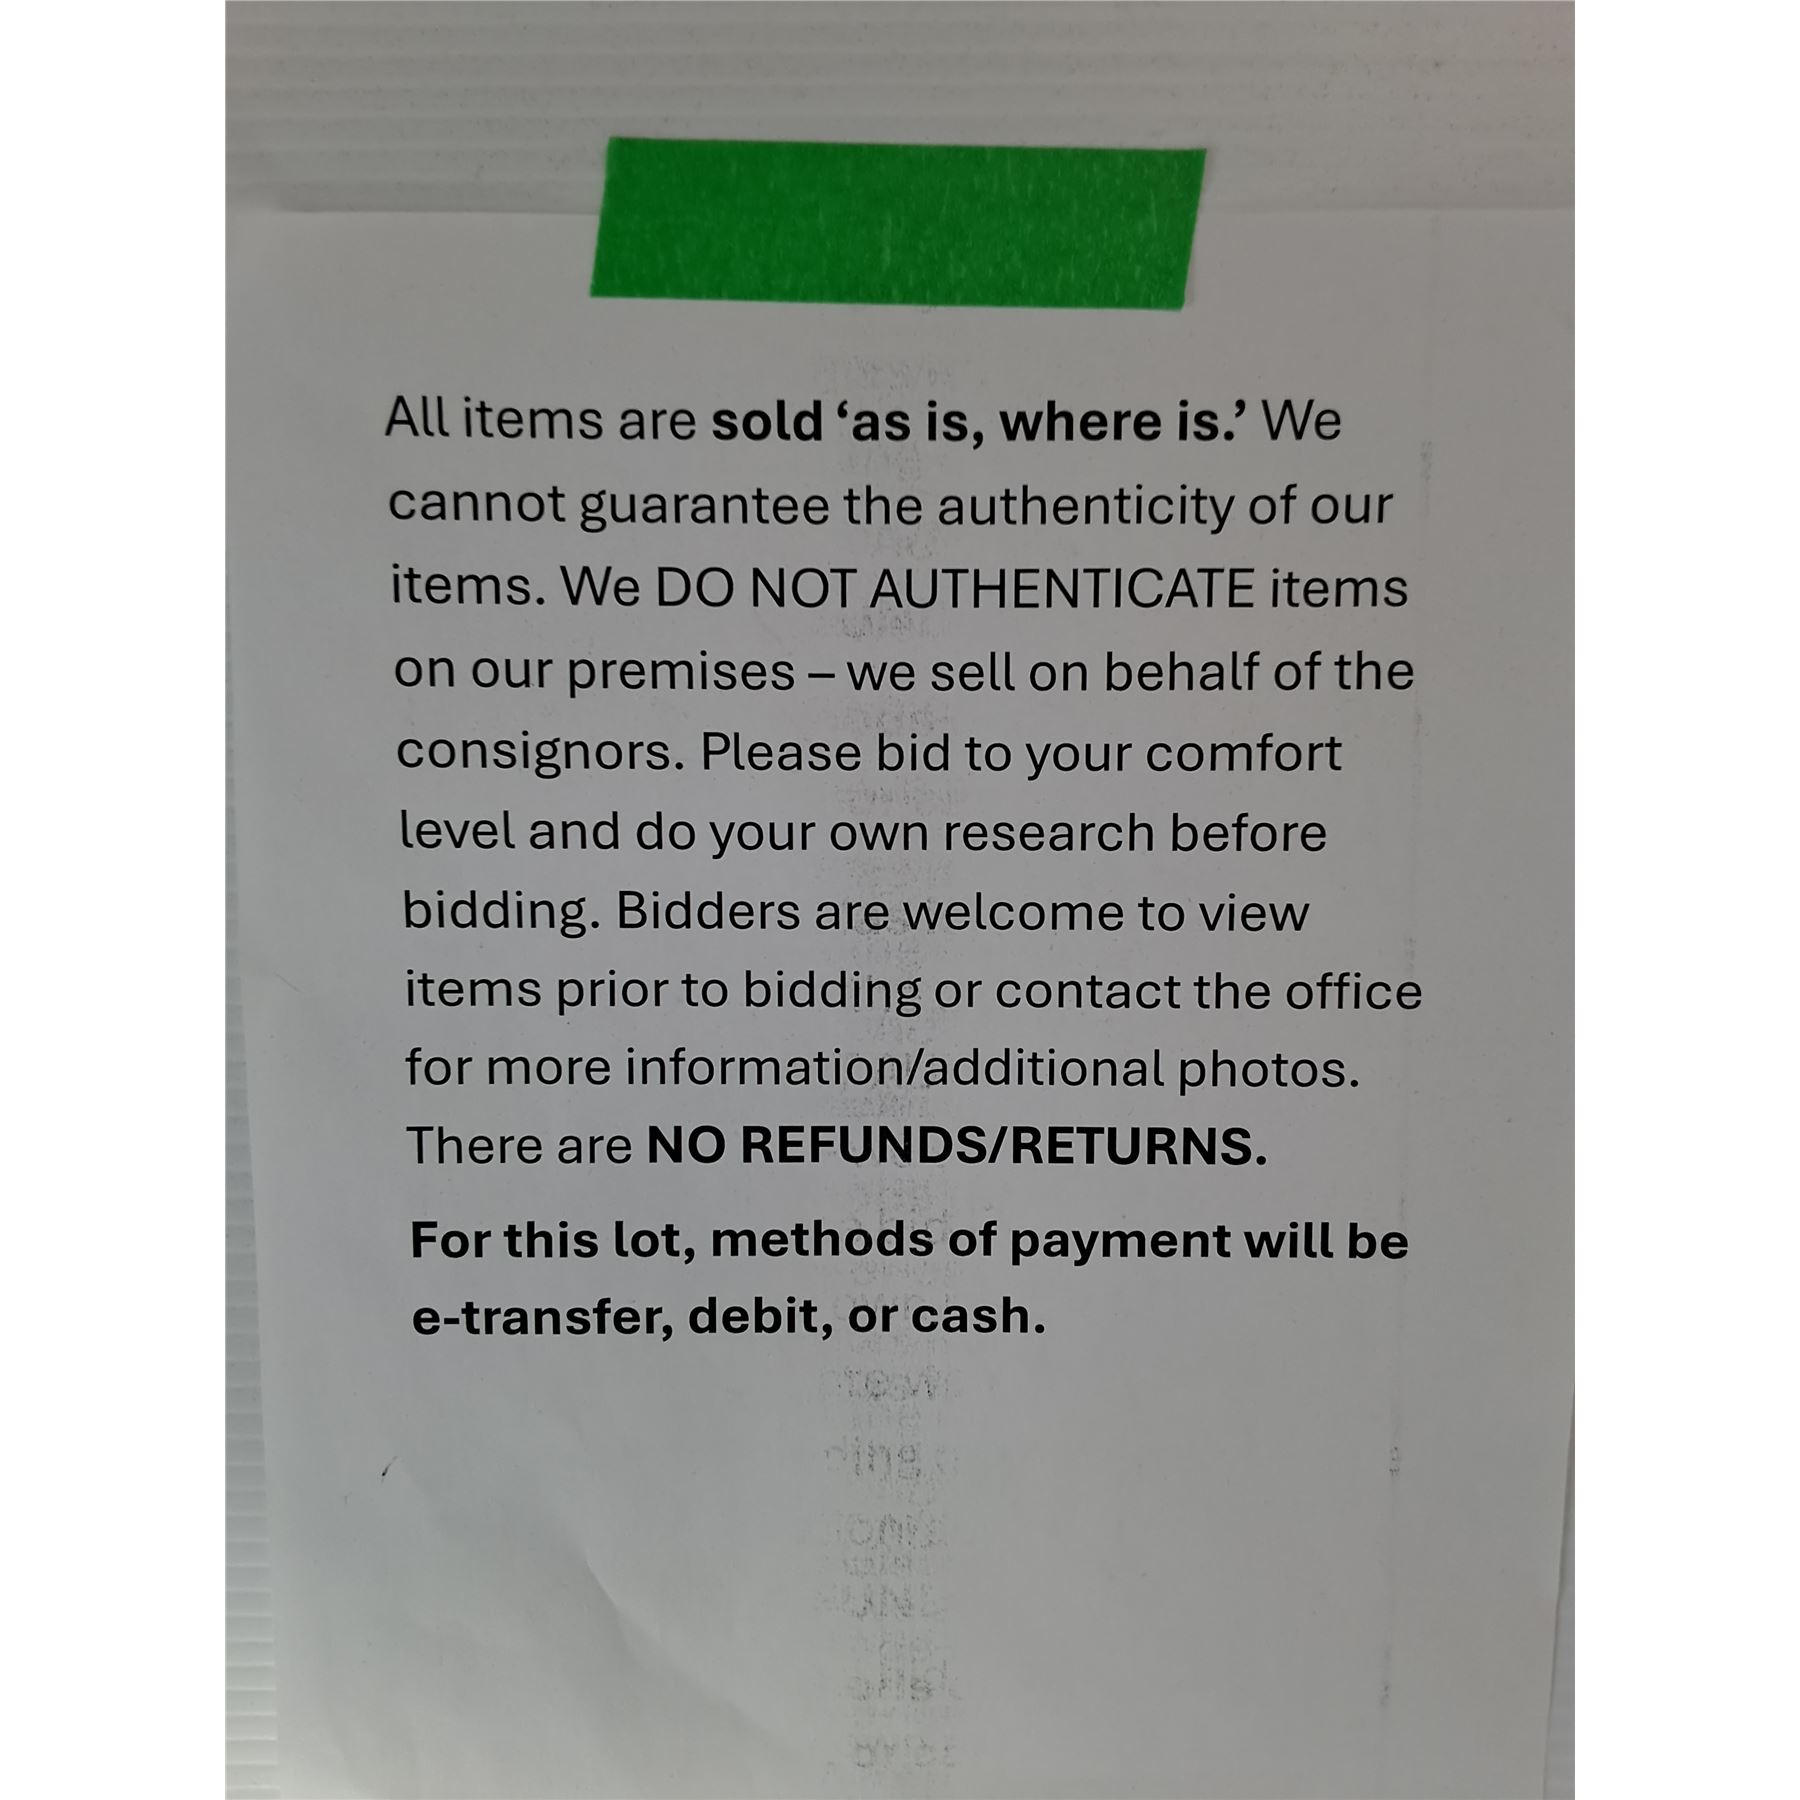 All items are sold ‘as is, where is.’ We
cannot guarantee the authenticity of our
items. We DO NOT AUTHENTICATE items
on our premises – we sell on behalf of the
consignors. Please bid to your comfort
level and do your own research before
bidding. Bidders are welcome to view
items prior to bidding or contact the office
for more information/additional photos.
There are NO REFUNDS/RETURNS.
For this lot, methods of payment will be
e-transfer, debit, or cash.